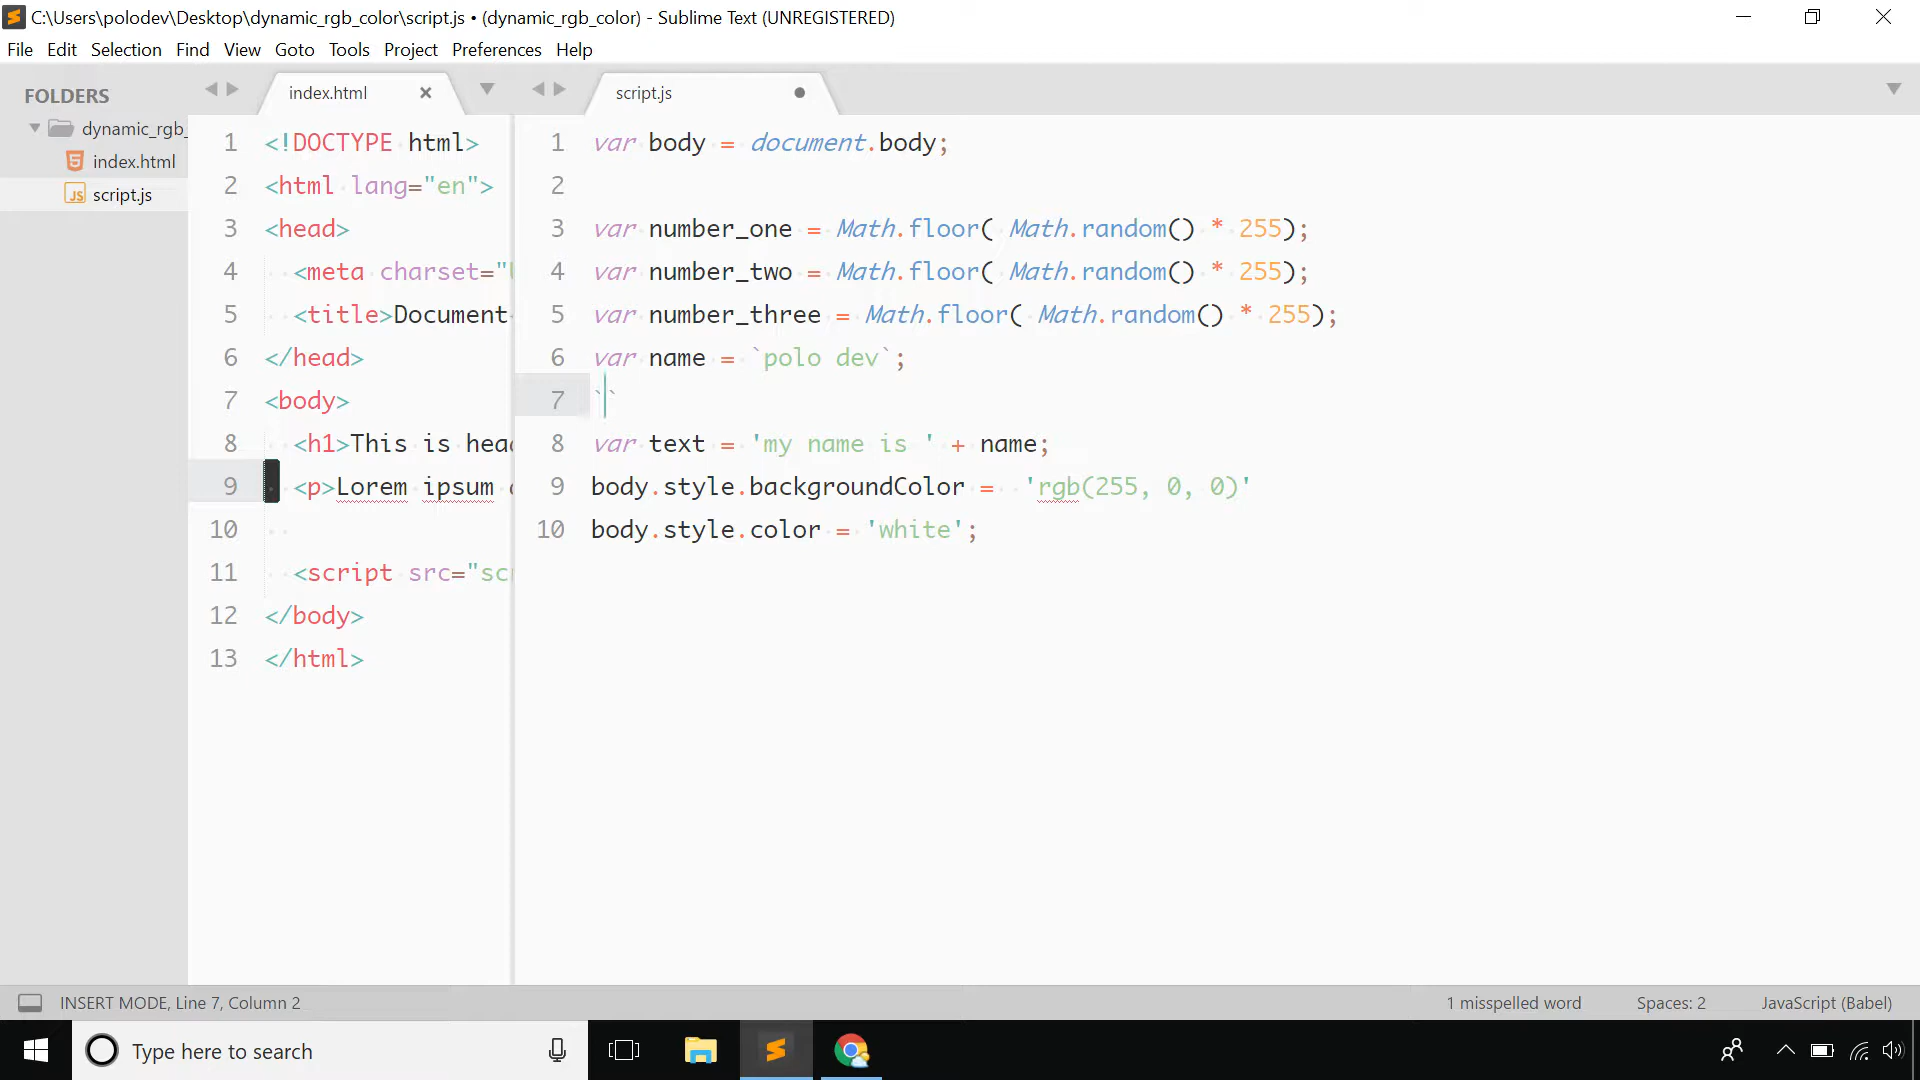 C:\Users\polodev\Desktop\dynamic_rgb_color\script.js • (dynamic_rgb_color) - Sublime Text (UNREGISTERED)
File Edit Selection Find View Goto Tools Project Preferences Help
FOLDERS
dynamic_rgb_
index.html
script.js
index.html
1 <!DOCTYPE html>
2 <html lang="en">
3 <head>
4 <meta charset="
5 <title>Document
6 </head>
7 <body>
8 <h1>This is head
9 <p>Lorem ipsum
10
11 <script src="scr
12 </body>
13 </html>
script.js
1 var body = document.body;
2
3 var number_one = Math.floor( Math.random() * 255);
4 var number_two = Math.floor( Math.random() * 255);
5 var number_three = Math.floor( Math.random() * 255);
6 var name = `polo dev`;
7 ``
8 var text = 'my name is ' + name;
9 body.style.backgroundColor = 'rgb(255, 0, 0)'
10 body.style.color = 'white';
INSERT MODE, Line 7, Column 2
1 misspelled word
Spaces: 2
JavaScript (Babel)
Type here to search